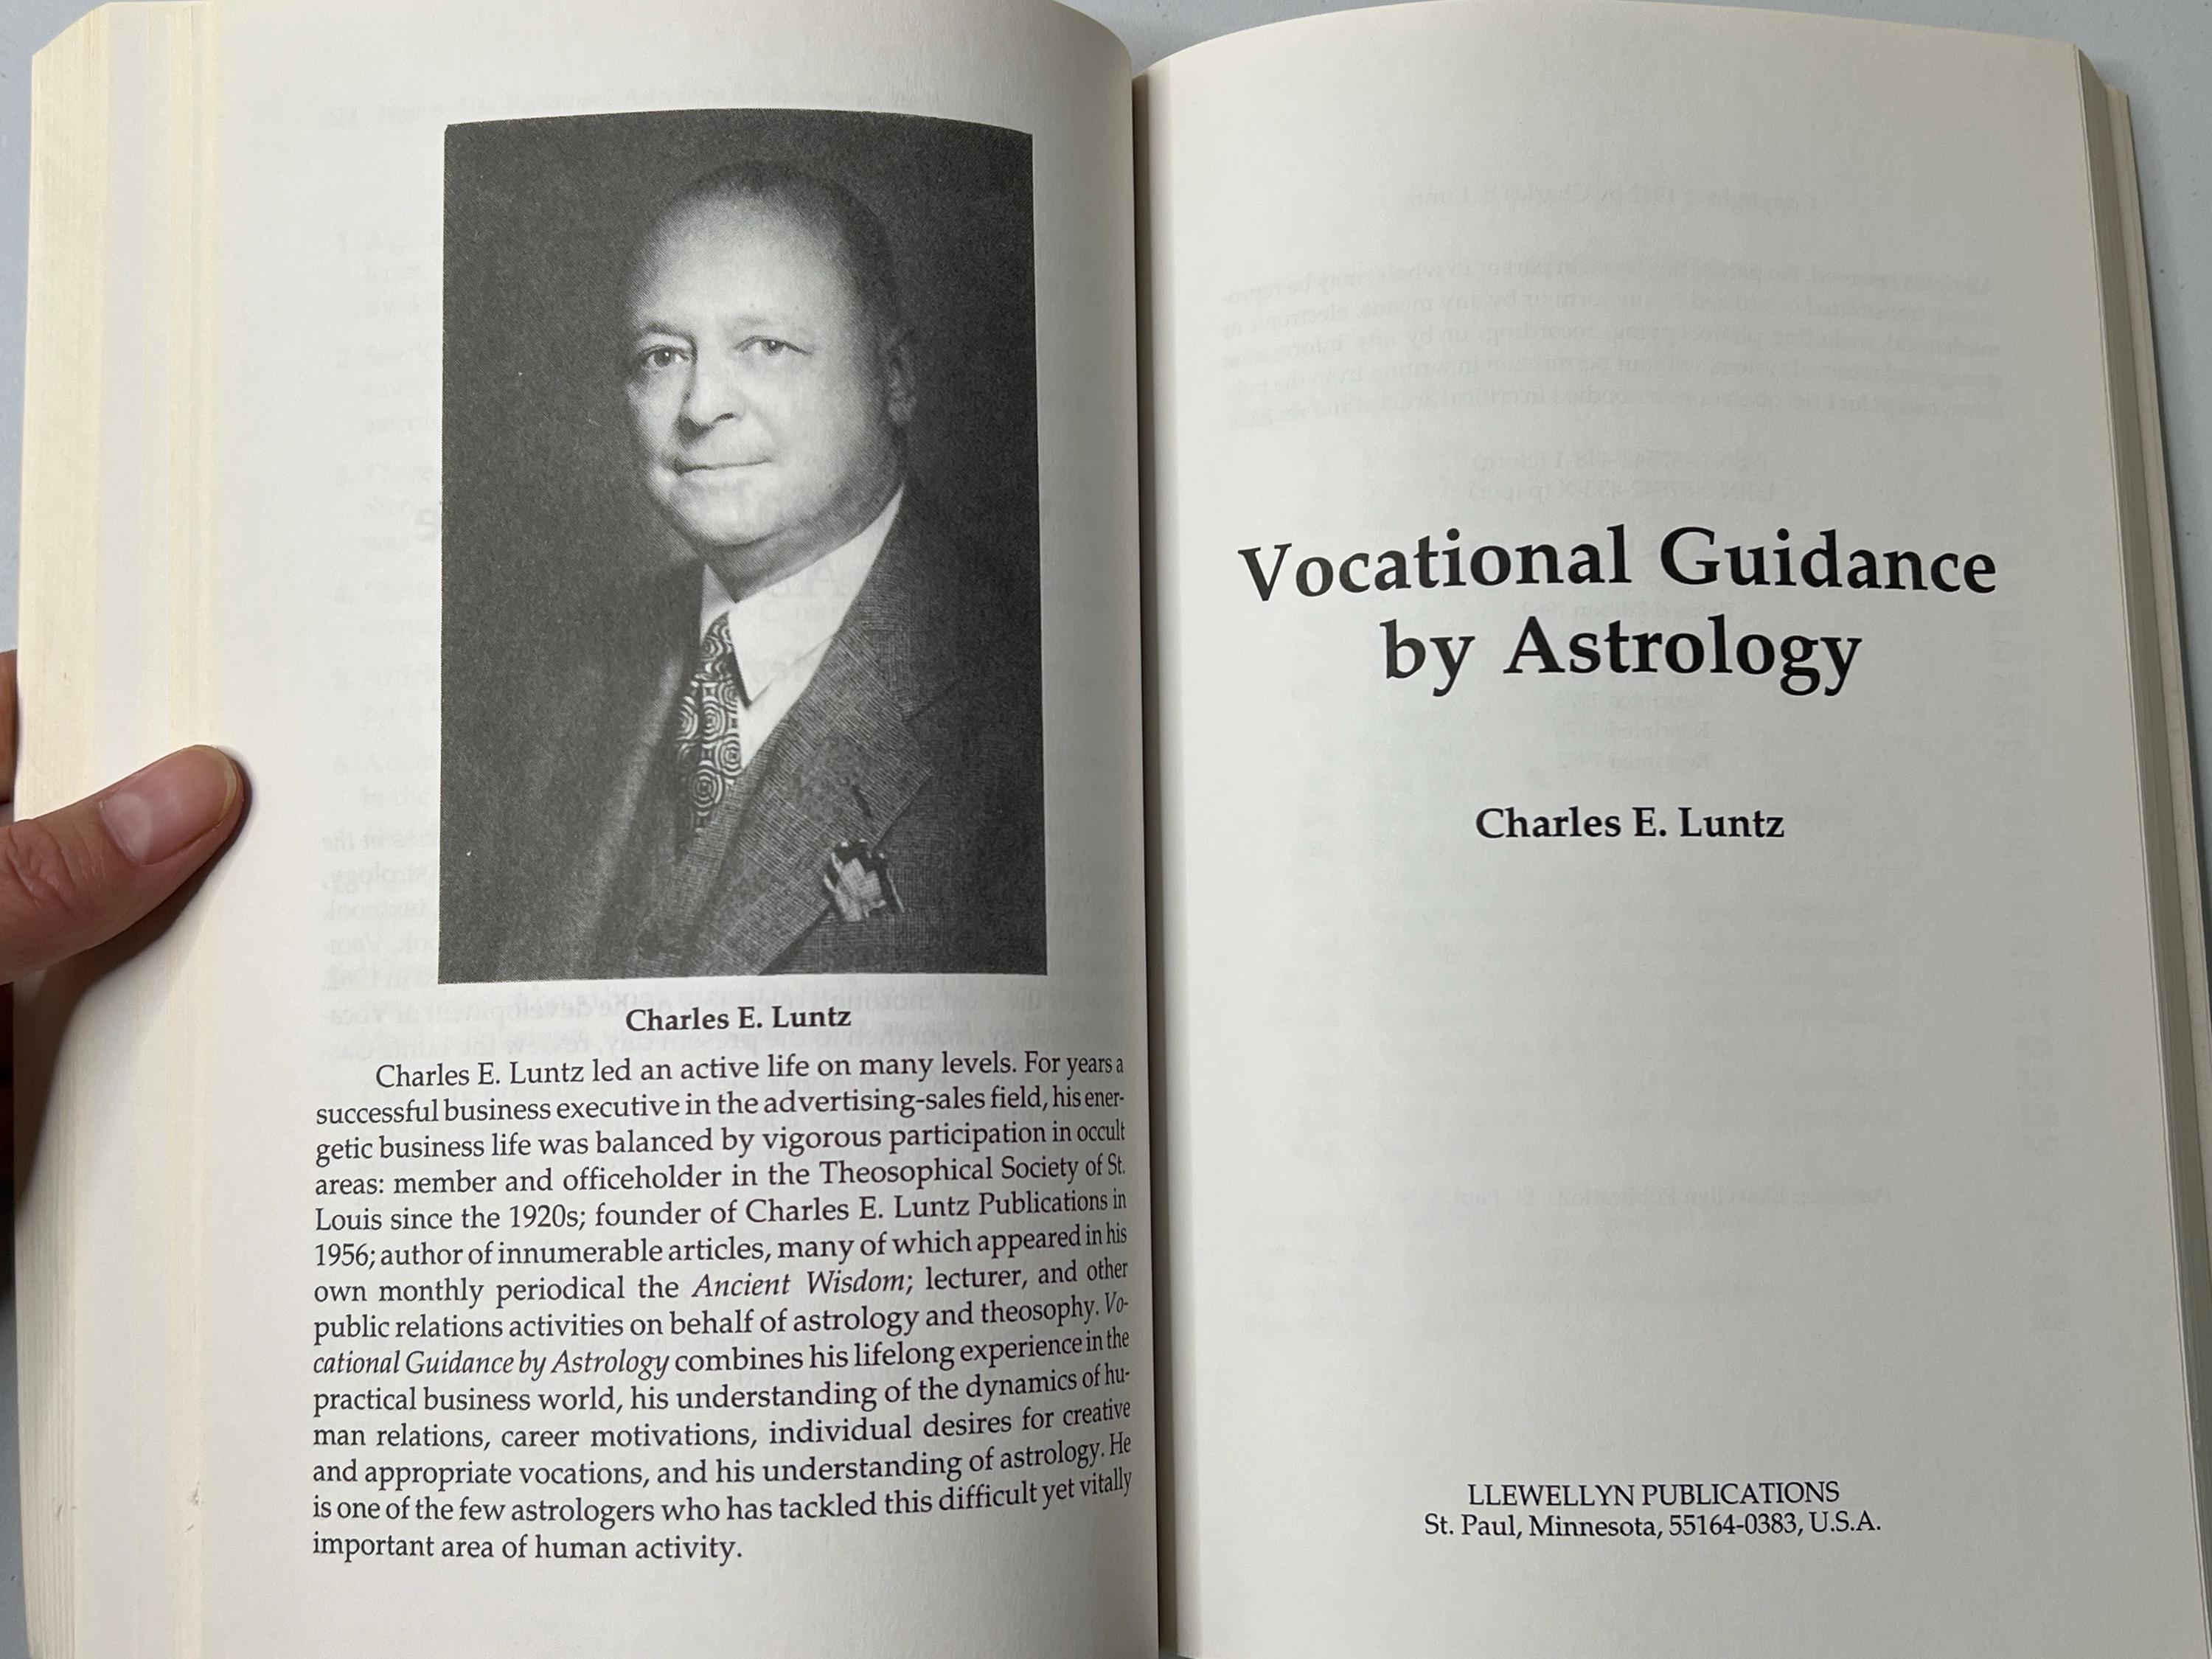 Charles E. Luntz
Charles E. Luntz led an active life on many levels. For years a
successful business executive in the advertising-sales field, his ener-
getic business life was balanced by vigorous participation in occult
areas: member and officeholder in the Theosophical Society of St.
Louis since the 1920s; founder of Charles E. Luntz Publications in
1956; author of innumerable articles, many of which appeared in his
own monthly periodical the Ancient Wisdom; lecturer, and other
public relations activities on behalf of astrology and theosophy. Vo-
cational Guidance by Astrology combines his lifelong experience in the
practical business world, his understanding of the dynamics of hu-
man relations, career motivations, individual desires for creative
and appropriate vocations, and his understanding of astrology. He
is one of the few astrologers who has tackled this difficult yet vitally
important area of human activity.
Vocational Guidance
by Astrology
Charles E. Luntz
LLEWELLYN PUBLICATIONS
St. Paul, Minnesota, 55164-0383, U.S.A.